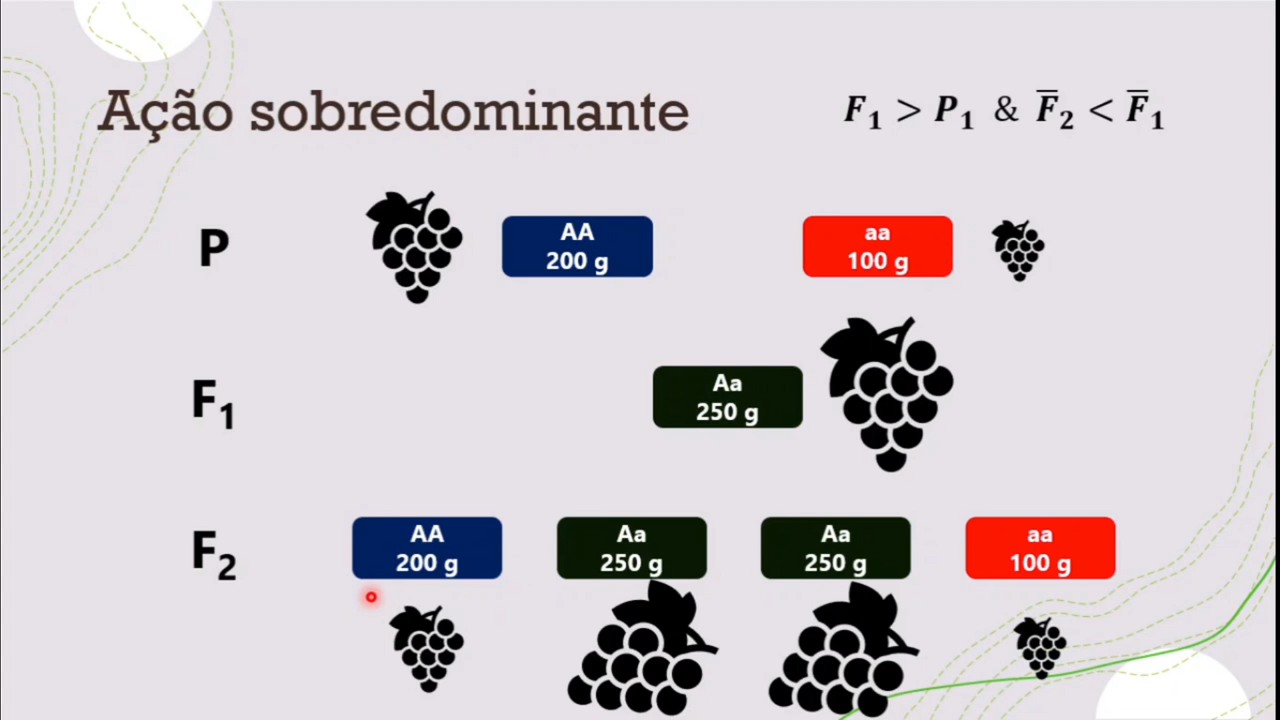 Ação sobredominante
F₁ > P₁ & F̅₂ < F̅₁
P
AA
200 g
aa
100 g
F₁
Aa
250 g
F₂
AA
200 g
Aa
250 g
Aa
250 g
aa
100 g